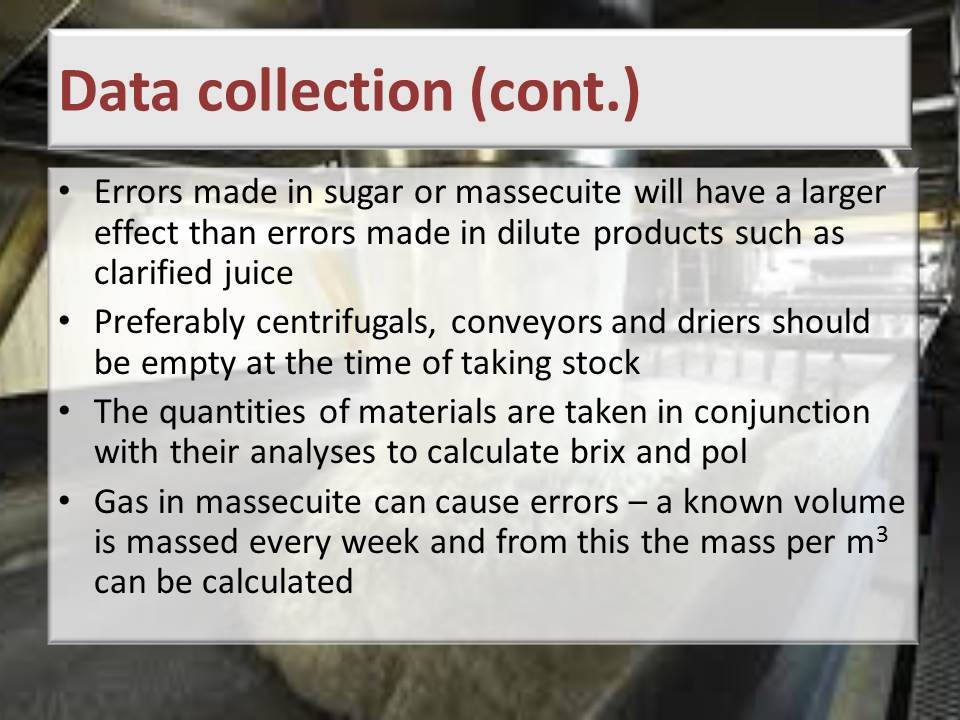 Data collection (cont.)
• Errors made in sugar or massecuite will have a larger
effect than errors made in dilute products such as
clarified juice
• Preferably centrifugals, conveyors and driers should
be empty at the time of taking stock
• The quantities of materials are taken in conjunction
with their analyses to calculate brix and pol
• Gas in massecuite can cause errors – a known volume
is massed every week and from this the mass per m³
can be calculated